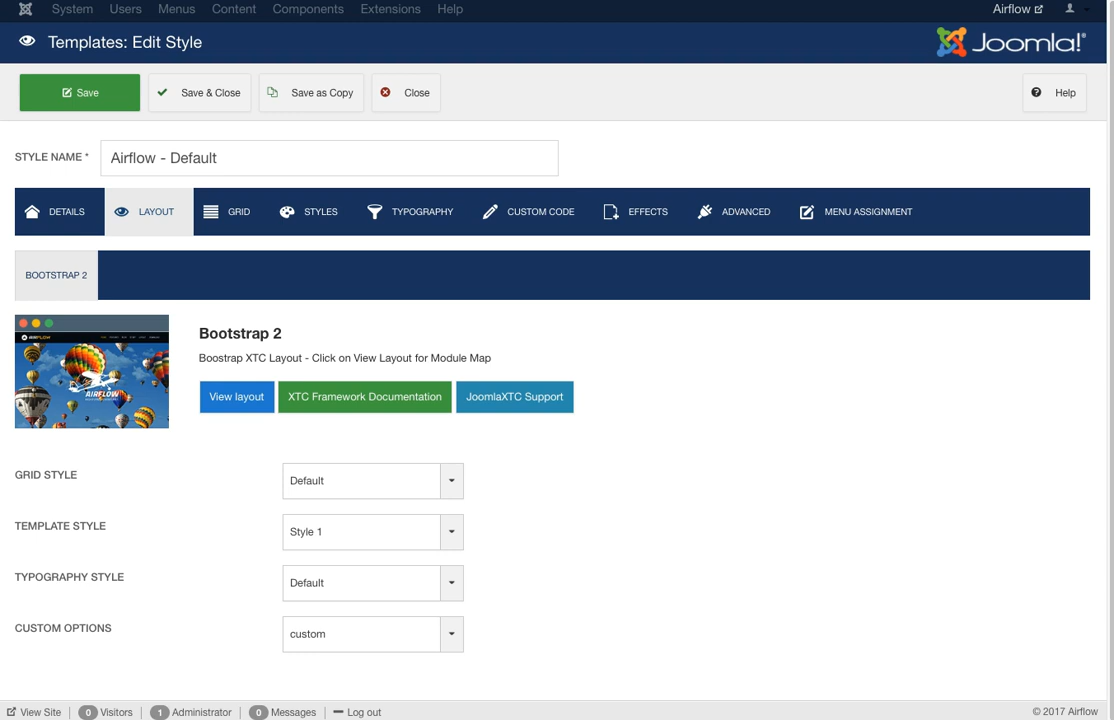 System Users Menus Content Components Extensions Help Airflow
Templates: Edit Style Joomla!®
Save Save & Close Save as Copy Close Help
STYLE NAME * Airflow - Default
DETAILS LAYOUT GRID STYLES TYPOGRAPHY CUSTOM CODE EFFECTS ADVANCED MENU ASSIGNMENT
BOOTSTRAP 2
AIRFLOW
AIRFLOW
Bootstrap 2
Boostrap XTC Layout - Click on View Layout for Module Map
View layout XTC Framework Documentation JoomlaXTC Support
GRID STYLE Default
TEMPLATE STYLE Style 1
TYPOGRAPHY STYLE Default
CUSTOM OPTIONS custom
View Site 0 Visitors 1 Administrator 0 Messages Log out © 2017 Airflow